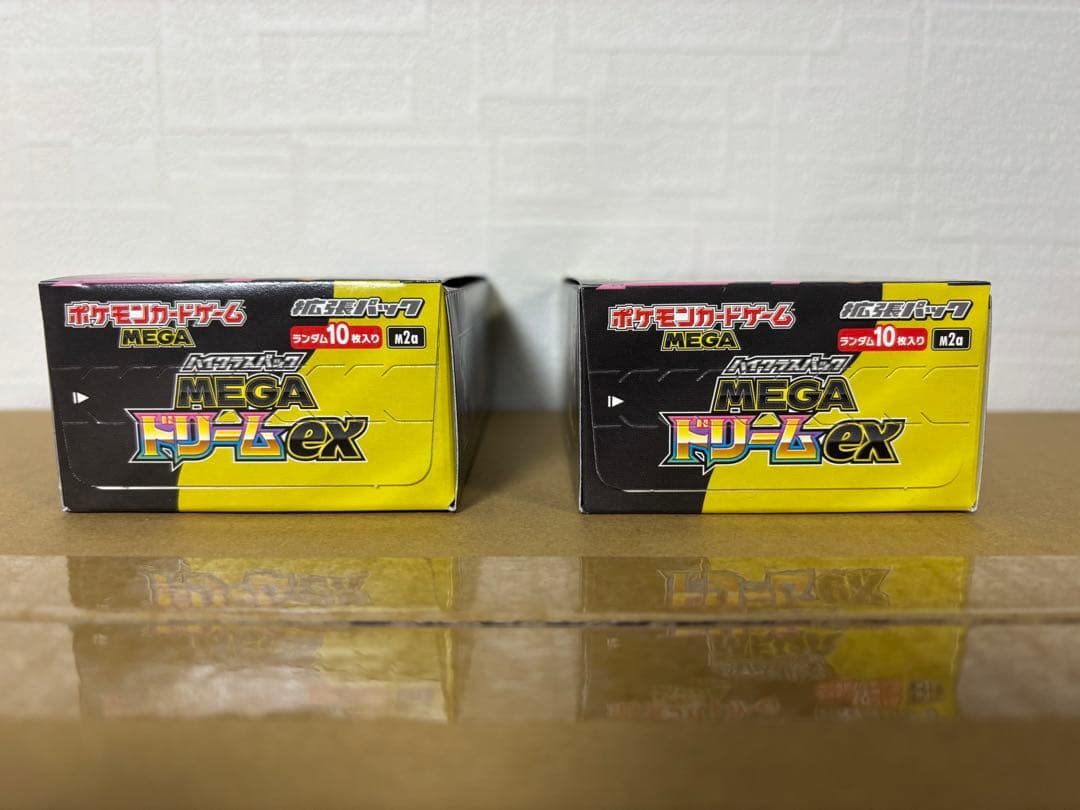 ポケモンカードゲーム
MEGA
拡張パック
ランダム10枚入り
M2a
ハイクラスパック
MEGA
ドリームex
ポケモンカードゲーム
MEGA
拡張パック
ランダム10枚入り
M2a
ハイクラスパック
MEGA
ドリームex